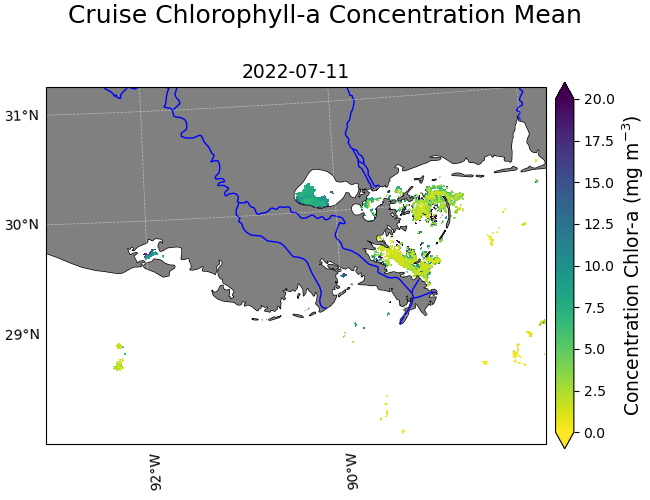 Cruise Chlorophyll-a Concentration Mean
2022-07-11
31°N
30°N
29°N
92°W
90°W
20.0
17.5
15.0
12.5
10.0
7.5
5.0
2.5
0.0
Concentration Chlor-a (mg m⁻³)